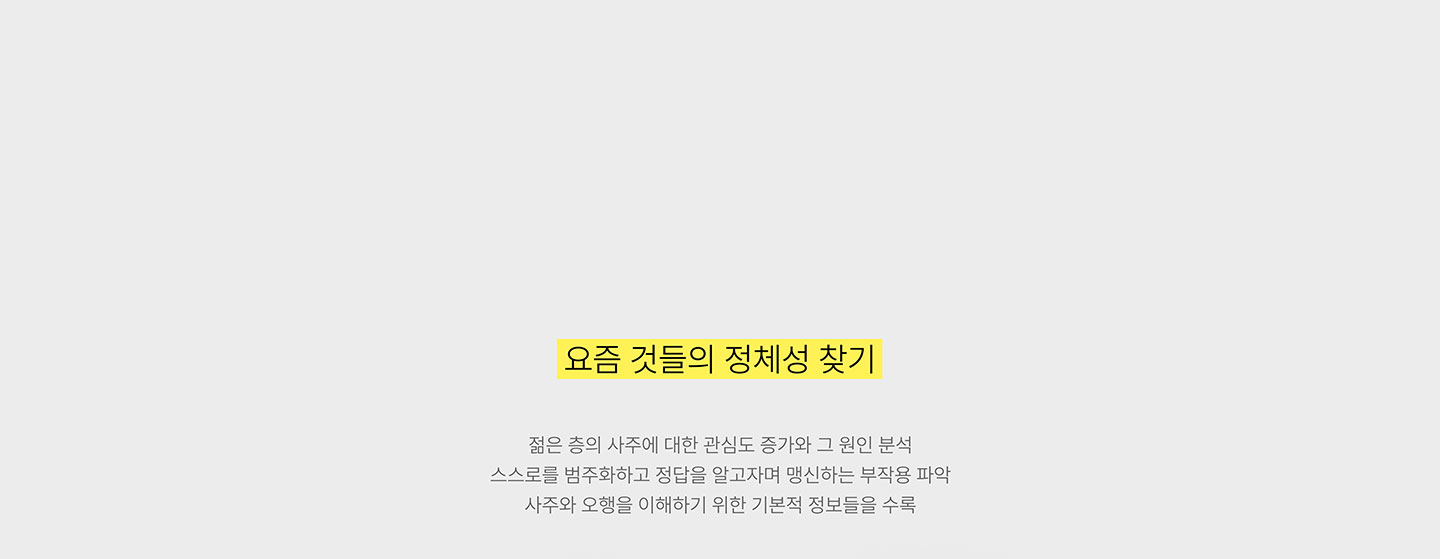 요즘 것들의 정체성 찾기
젊은 층의 사주에 대한 관심도 증가와 그 원인 분석
스스로를 범주화하고 정답을 알고자며 맹신하는 부작용 파악
사주와 오행을 이해하기 위한 기본적 정보들을 수록